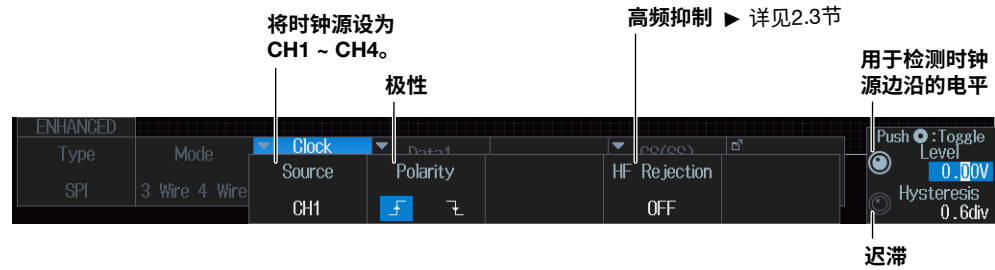 将时钟源设为
CH1 ~ CH4。
高频抑制 ▶ 详见2.3节
极性
用于检测时钟
源边沿的电平
ENHANCED
Type
SPI
Mode
3 Wire 4 Wire
Clock
Source
CH1
Data1
Polarity
CS(SS)
HF Rejection
OFF
Push :Toggle
Level
0.00V
Hysteresis
0.6div
迟滞